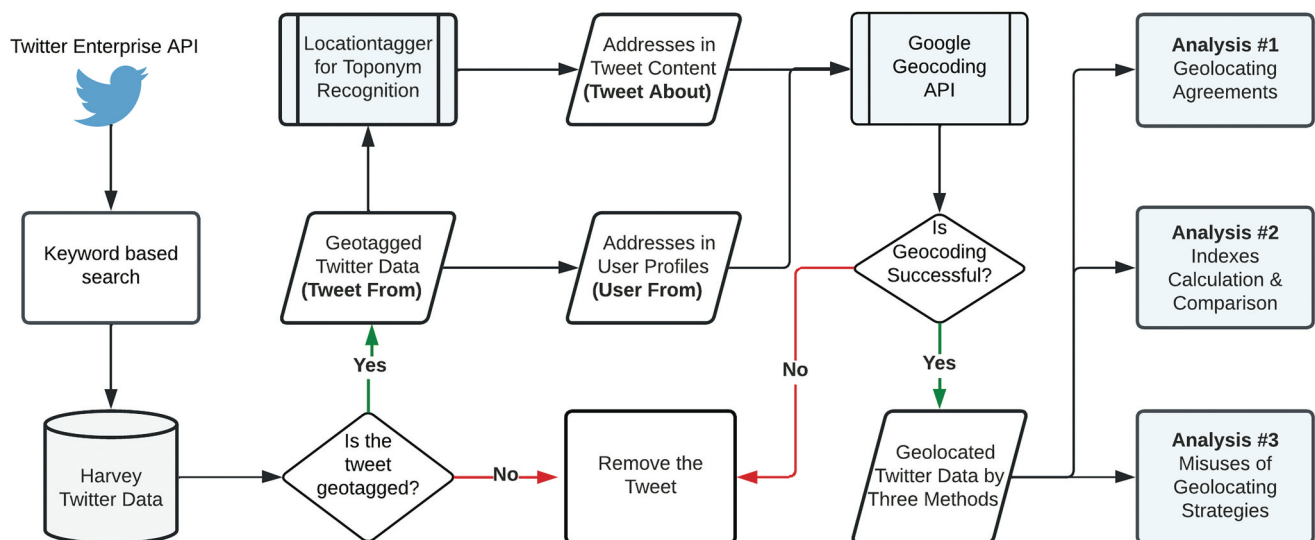 Twitter Enterprise API
Keyword based
search
Harvey
Twitter Data
Is the
tweet
geotagged?
Yes
No
Geotagged
Twitter Data
(Tweet From)
Locationtagger
for Toponym
Recognition
Addresses in
Tweet Content
(Tweet About)
Addresses in
User Profiles
(User From)
Remove the
Tweet
Google
Geocoding
API
Is
Geocoding
Successful?
No
Yes
Geolocated
Twitter Data by
Three Methods
Analysis #1
Geolocating
Agreements
Analysis #2
Indexes
Calculation &
Comparison
Analysis #3
Misuses of
Geolocating
Strategies